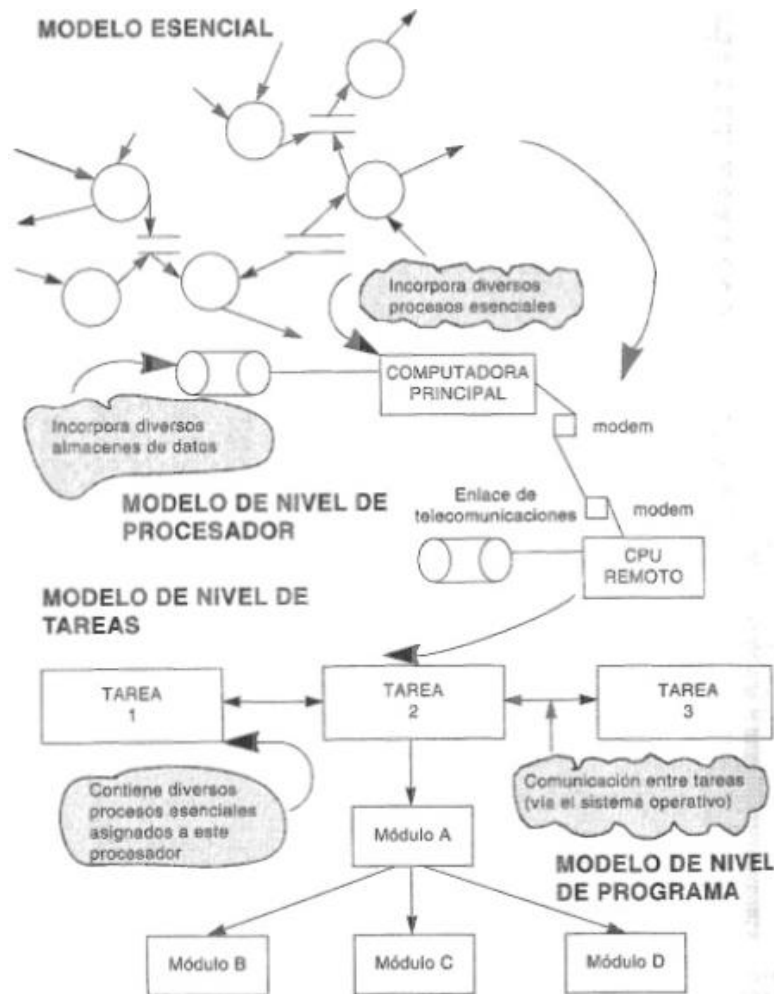 MODELO ESENCIAL
Incorpora diversos
procesos esenciales
COMPUTADORA
PRINCIPAL
Incorpora diversos
almacenes de datos
modem
MODELO DE NIVEL DE
PROCESADOR
Enlace de
telecomunicaciones
modem
CPU
REMOTO
MODELO DE NIVEL DE
TAREAS
TAREA
1
TAREA
2
TAREA
3
Contiene diversos
procesos esenciales
asignados a este
procesador
Comunicación entre tareas
(via el sistema operativo)
Módulo A
MODELO DE NIVEL
DE PROGRAMA
Módulo B
Módulo C
Módulo D